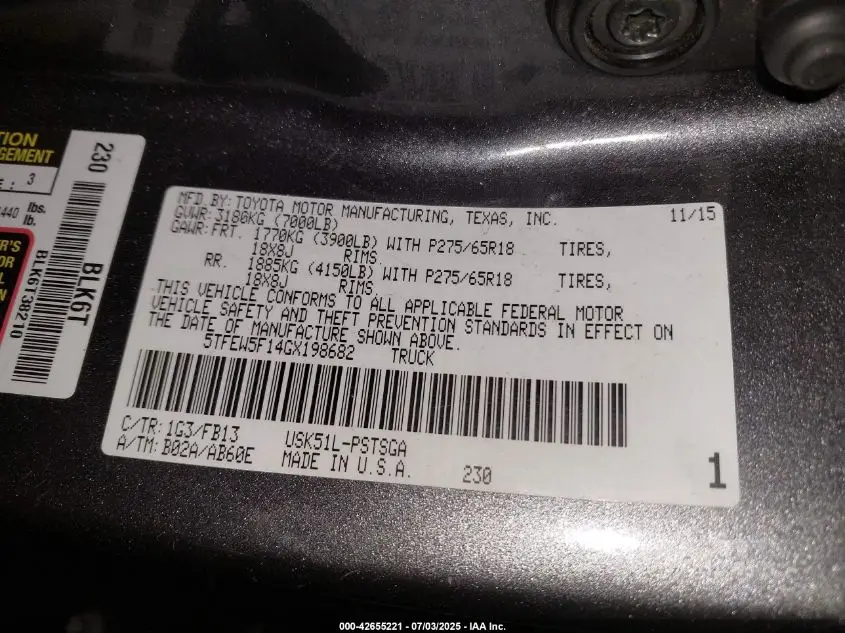 TION
GEMENT
E : 3
1440 lbs.
lb.
R'S
OR
L
N
230
BLK6T
BLK6T38210
MFD.BY:TOYOTA MOTOR MANUFACTURING, TEXAS, INC. 11/15
GVWR:3180KG (7000LB)
GAWR:FRT. 1770KG (3900LB) WITH P275/65R18 TIRES,
18X8J RIMS
RR. 1885KG (4150LB) WITH P275/65R18 TIRES,
18X8J RIMS
THIS VEHICLE CONFORMS TO ALL APPLICABLE FEDERAL MOTOR
VEHICLE SAFETY AND THEFT PREVENTION STANDARDS IN EFFECT ON
THE DATE OF MANUFACTURE SHOWN ABOVE.
5TFEW5F14GX198682 TRUCK
C/TR:1G3/FB13 USK51L-PSTSGA
A/TM:B02A/AB60E MADE IN U.S.A. 230
1
000-42655221 - 07/03/2025 - IAA Inc.